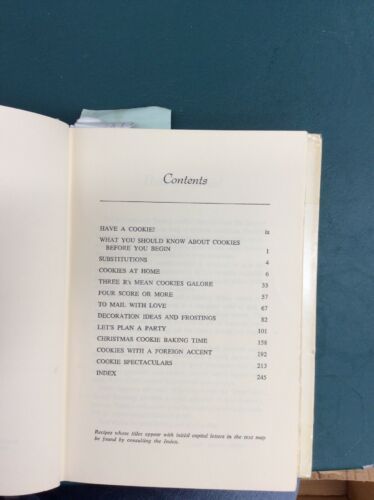 Contents
HAVE A COOKIE! ix
WHAT YOU SHOULD KNOW ABOUT COOKIES
BEFORE YOU BEGIN 1
SUBSTITUTIONS 4
COOKIES AT HOME 6
THREE R's MEAN COOKIES GALORE 33
FOUR SCORE OR MORE 57
TO MAIL WITH LOVE 67
DECORATION IDEAS AND FROSTINGS 82
LET'S PLAN A PARTY 101
CHRISTMAS COOKIE BAKING TIME 158
COOKIES WITH A FOREIGN ACCENT 192
COOKIE SPECTACULARS 213
INDEX 245
Recipes whose titles appear with initial capital letters in the text may
be found by consulting the Index.